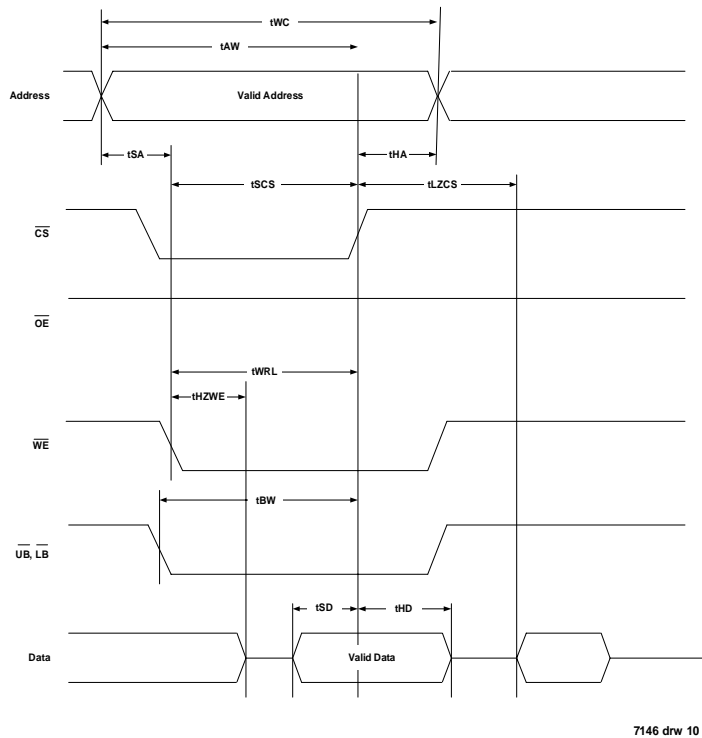 tWC
tAW
Address
Valid Address
tSA
tHA
tSCS
tLZCS
CS
OE
tWRL
tHZWE
WE
tBW
UB, LB
tSD
tHD
Data
Valid Data
7146 drw 10